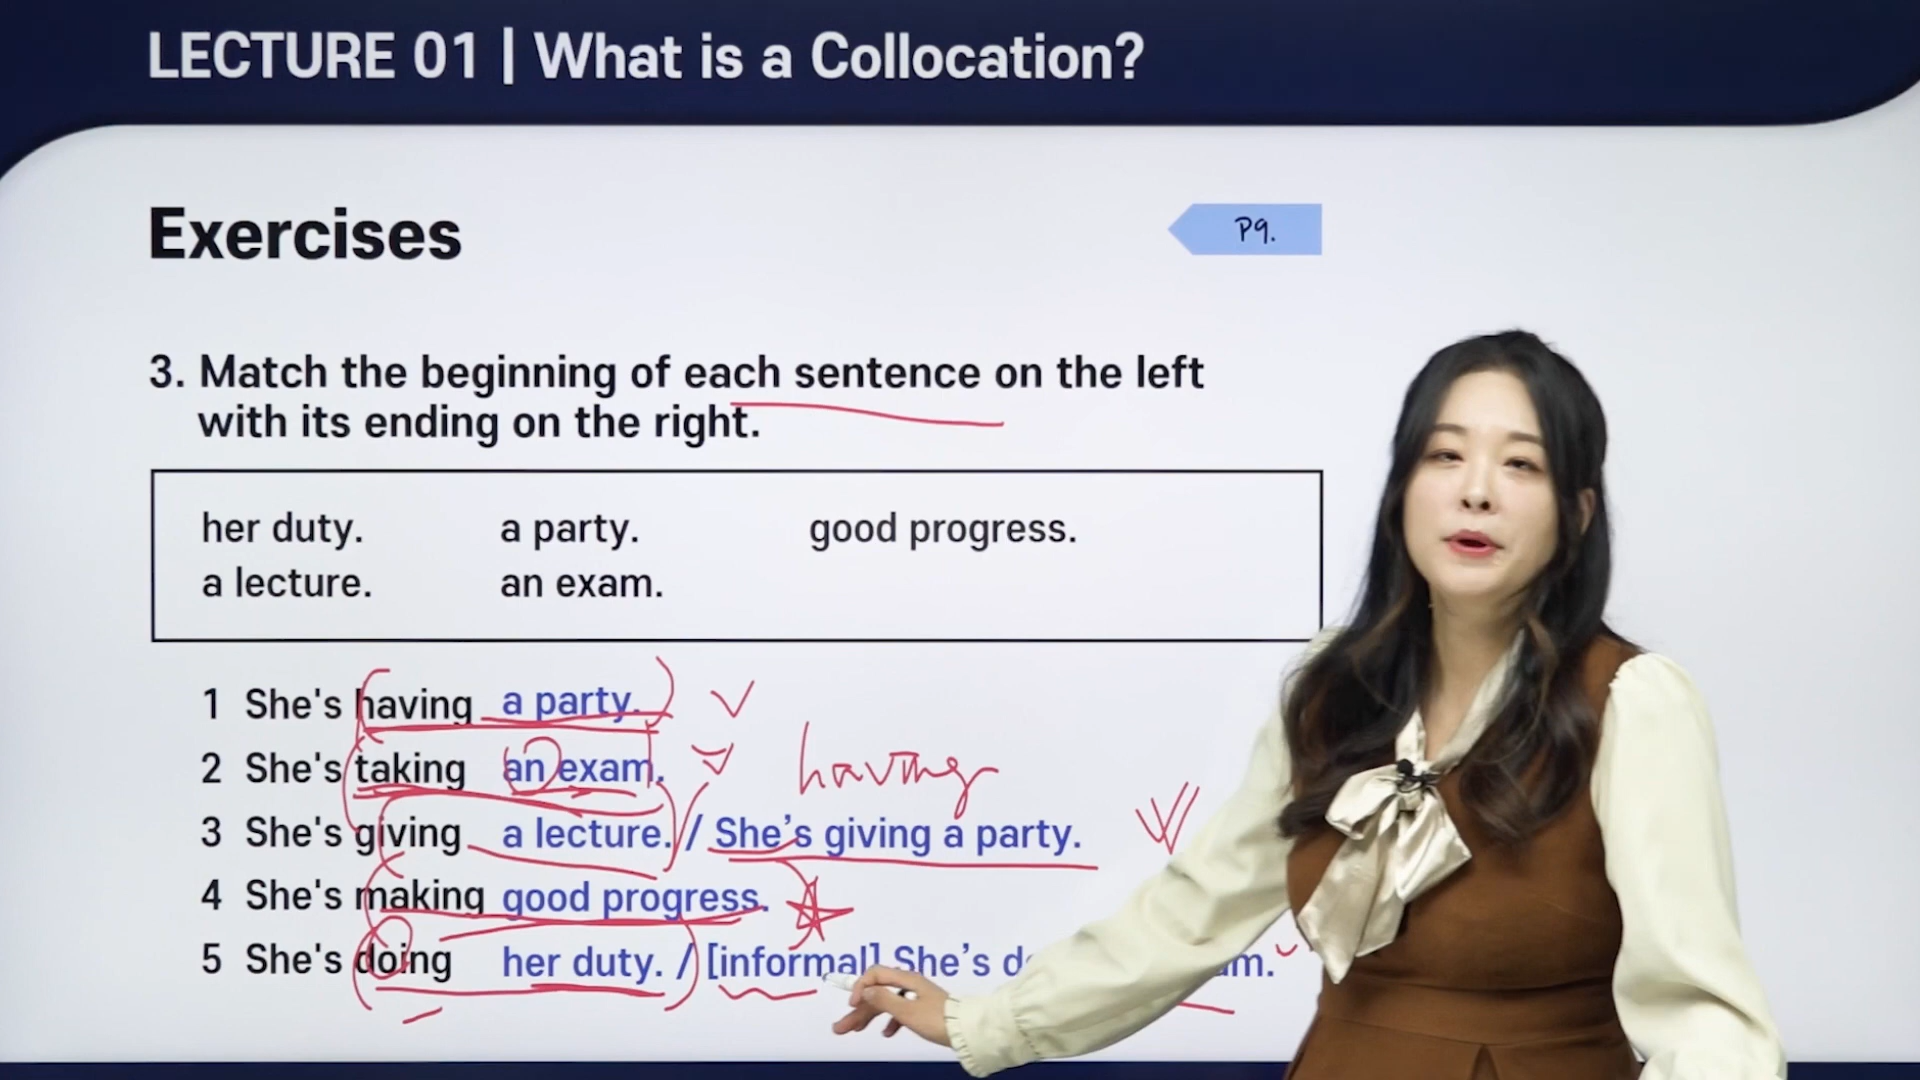 LECTURE 01 | What is a Collocation?
Exercises
P9.
3. Match the beginning of each sentence on the left
with its ending on the right.
her duty. a party. good progress.
a lecture. an exam.
1 She's having a party.
2 She's taking an exam.
having
3 She's giving a lecture. / She's giving a party.
4 She's making good progress.
5 She's doing her duty. / [informal] She's